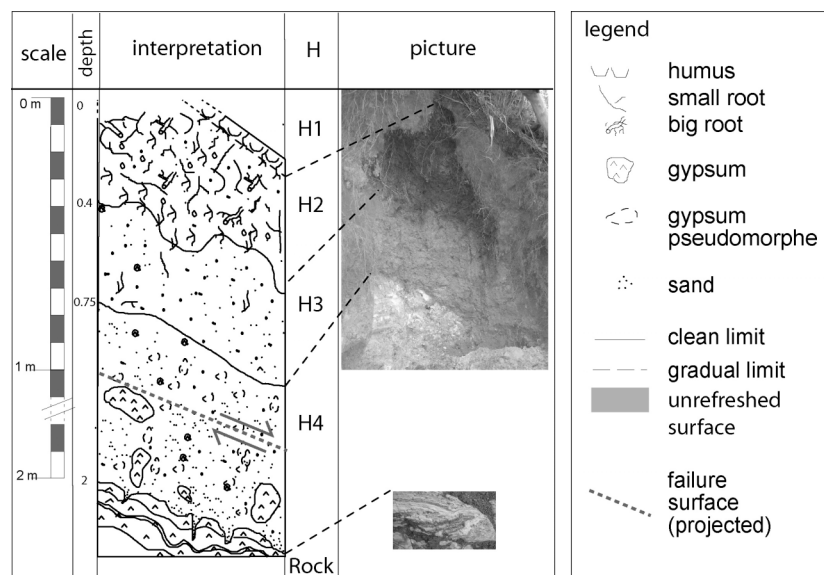 scale
depth
interpretation
H
picture
0 m
0
H1
0.4
H2
0.75
H3
1 m
H4
2 m
2
Rock
legend
humus
small root
big root
gypsum
gypsum
pseudomorphe
sand
clean limit
gradual limit
unrefreshed
surface
failure
surface
(projected)